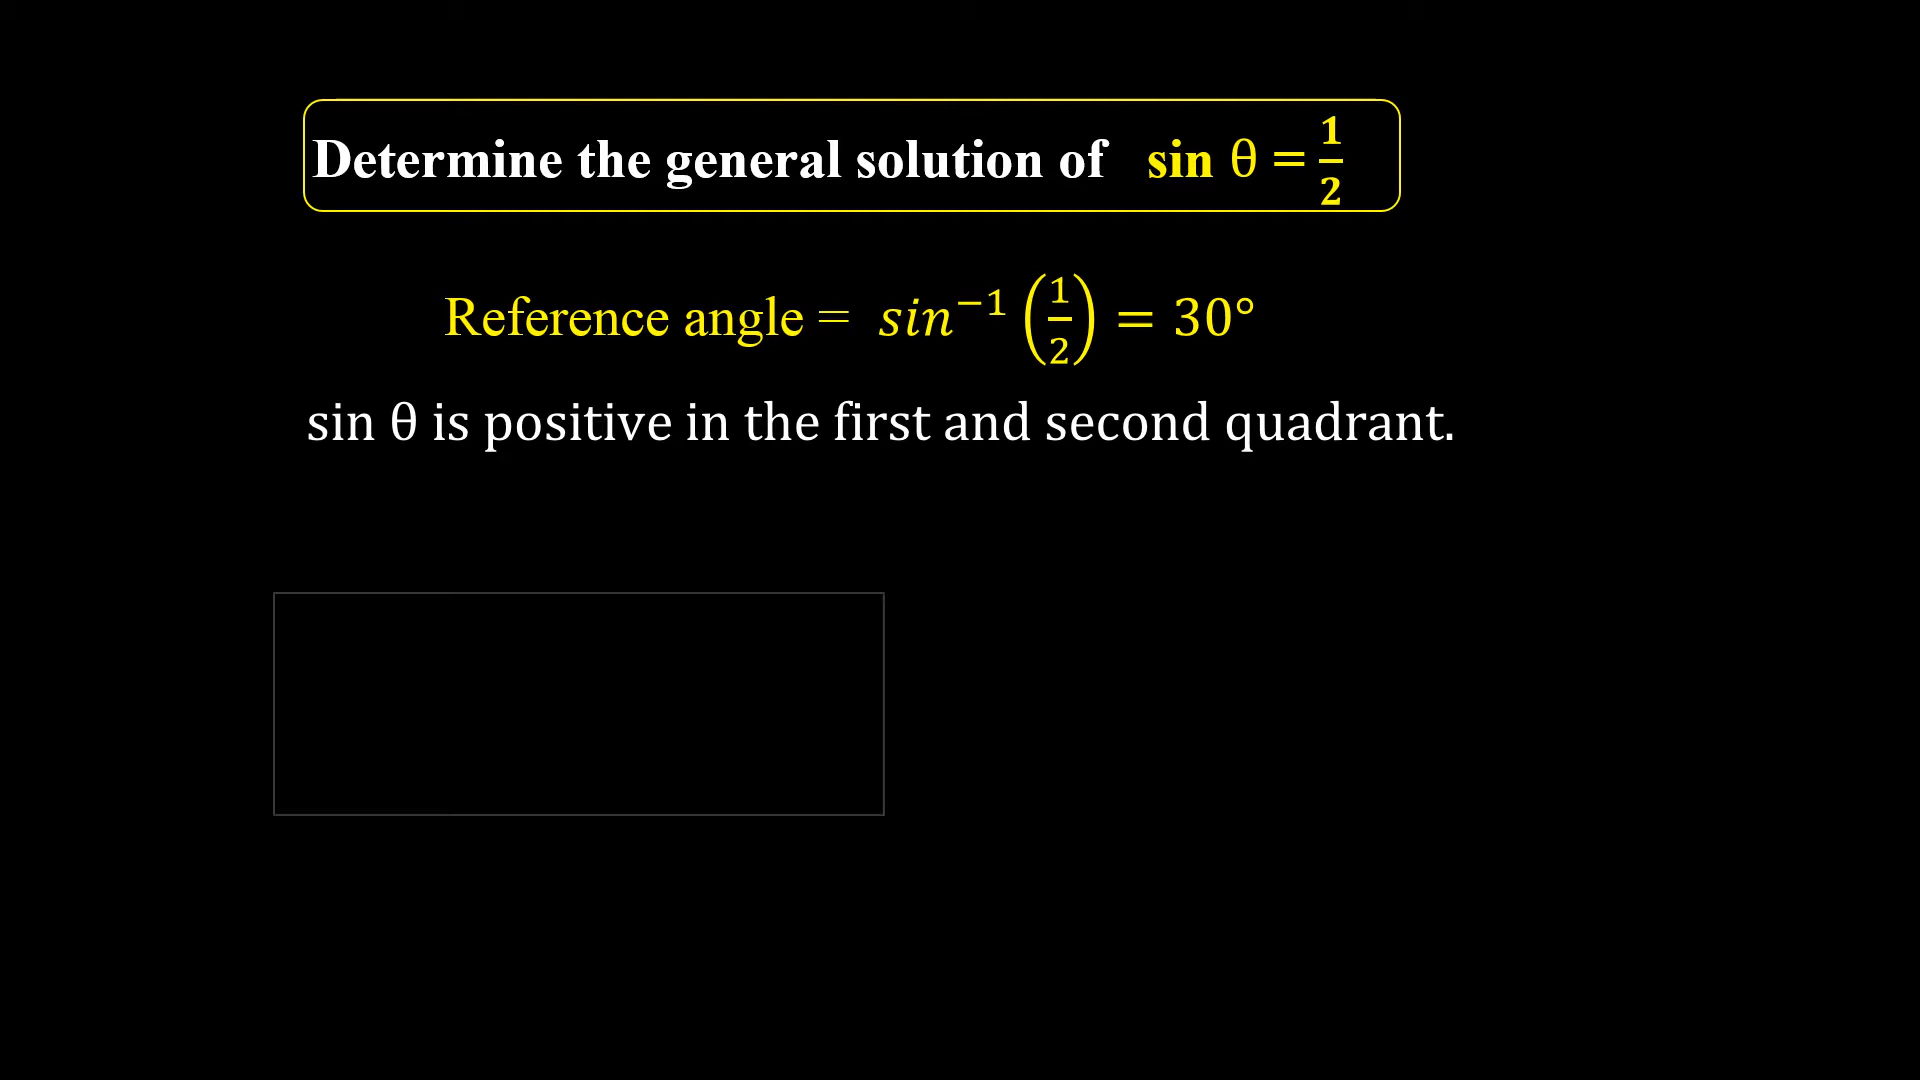 Determine the general solution of sin θ = 1/2
Reference angle = sin⁻¹ (1/2) = 30°
sin θ is positive in the first and second quadrant.